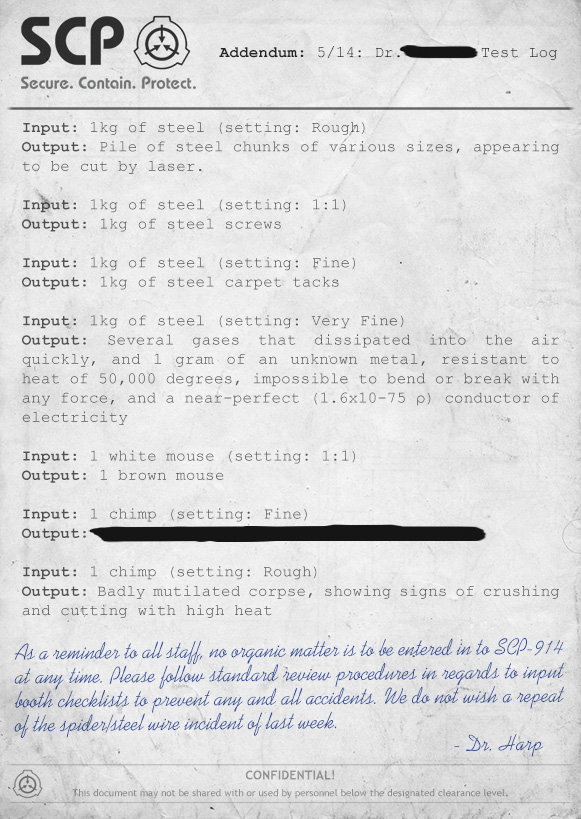 SCP
Secure. Contain. Protect.
Addendum: 5/14: Dr. Test Log
Input: 1kg of steel (setting: Rough)
Output: Pile of steel chunks of various sizes, appearing
to be cut by laser.
Input: 1kg of steel (setting: 1:1)
Output: 1kg of steel screws
Input: 1kg of steel (setting: Fine)
Output: 1kg of steel carpet tacks
Input: 1kg of steel (setting: Very Fine)
Output: Several gases that dissipated into the air
quickly, and 1 gram of an unknown metal, resistant to
heat of 50,000 degrees, impossible to bend or break with
any force, and a near-perfect (1.6x10-75 ρ) conductor of
electricity
Input: 1 white mouse (setting: 1:1)
Output: 1 brown mouse
Input: 1 chimp (setting: Fine)
Output:
Input: 1 chimp (setting: Rough)
Output: Badly mutilated corpse, showing signs of crushing
and cutting with high heat
As a reminder to all staff, no organic matter is to be entered in to SCP-914
at any time. Please follow standard review procedures in regards to input
booth checklists to prevent any and all accidents. We do not wish a repeat
of the spider/steel wire incident of last week.
- Dr. Harp
CONFIDENTIAL!
This document may not be shared with or used by personnel below the designated clearance level.